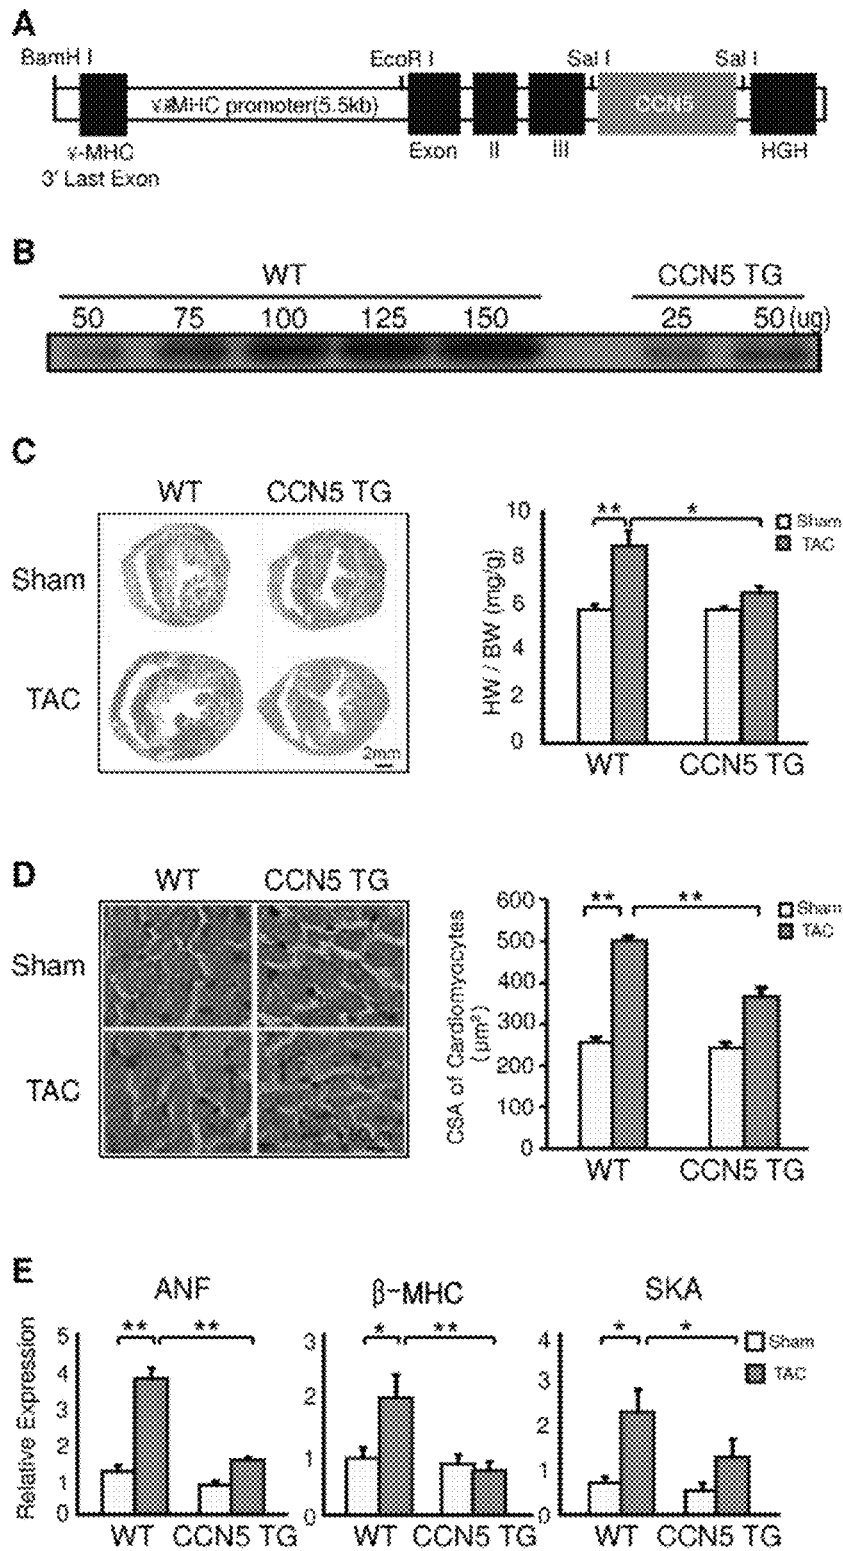 A
BamH I EcoR I Sal I Sal I
MHC promoter(5.5kb) CCN5
-MHC Exon II III HGH
3' Last Exon
B
WT CCN5 TG
50 75 100 125 150 25 50 (ug)
C
WT CCN5 TG
Sham
TAC
2mm
HW / BW (mg/g)
10
8
6
4
2
0
** *
Sham
TAC
WT CCN5 TG
D
WT CCN5 TG
Sham
TAC
CSA of Cardiomyocytes
(µm²)
600
500
400
300
200
100
0
** **
Sham
TAC
WT CCN5 TG
E
ANF β-MHC SKA
Relative Expression
5
4
3
2
1
0
** **
WT CCN5 TG
3
2
1
0
* **
WT CCN5 TG
4
3
2
1
0
* *
Sham
TAC
WT CCN5 TG